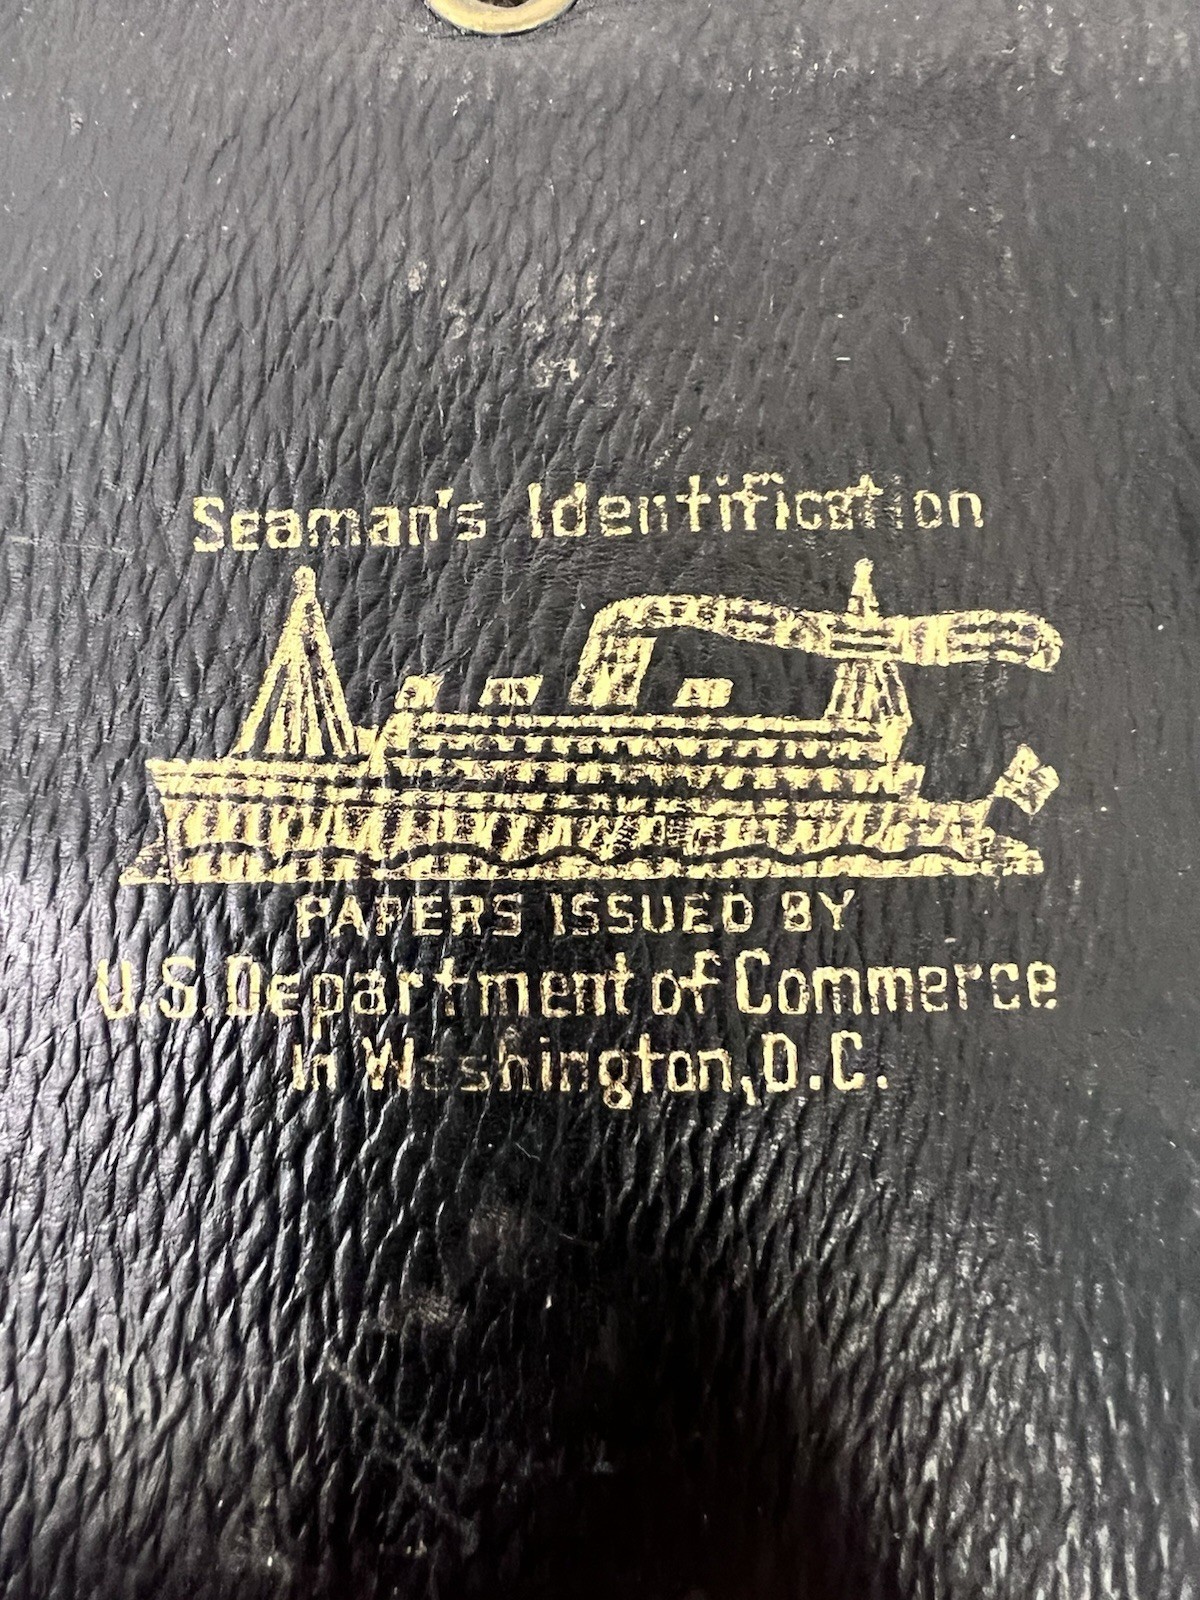 Seaman's Identification
PAPERS ISSUED BY
U.S. Department of Commerce
In Washington, D.C.